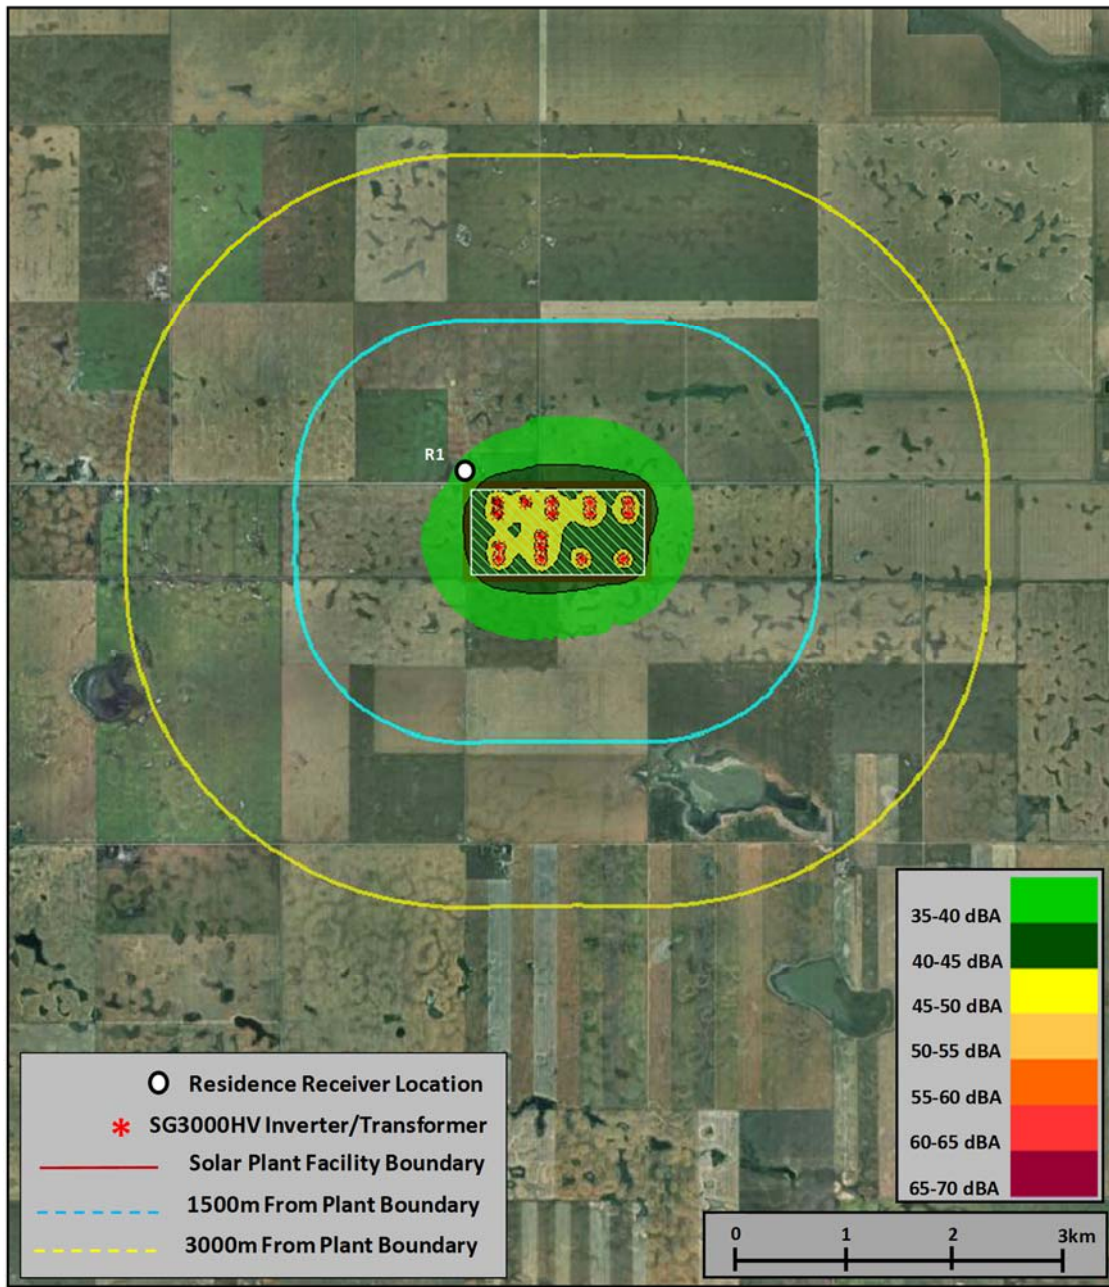 R1
35-40 dBA
40-45 dBA
45-50 dBA
50-55 dBA
55-60 dBA
60-65 dBA
65-70 dBA
Residence Receiver Location
SG3000HV Inverter/Transformer
Solar Plant Facility Boundary
1500m From Plant Boundary
3000m From Plant Boundary
0 1 2 3km